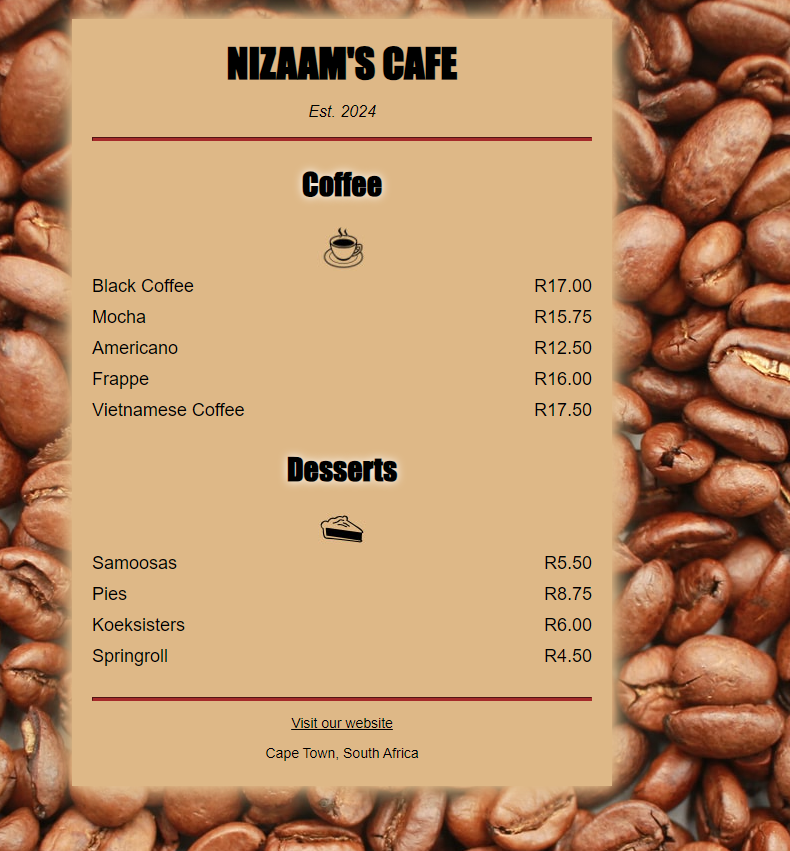 NIZAAM'S CAFE
Est. 2024
Coffee
Black Coffee R17.00
Mocha R15.75
Americano R12.50
Frappe R16.00
Vietnamese Coffee R17.50
Desserts
Samoosas R5.50
Pies R8.75
Koeksisters R6.00
Springroll R4.50
Visit our website
Cape Town, South Africa